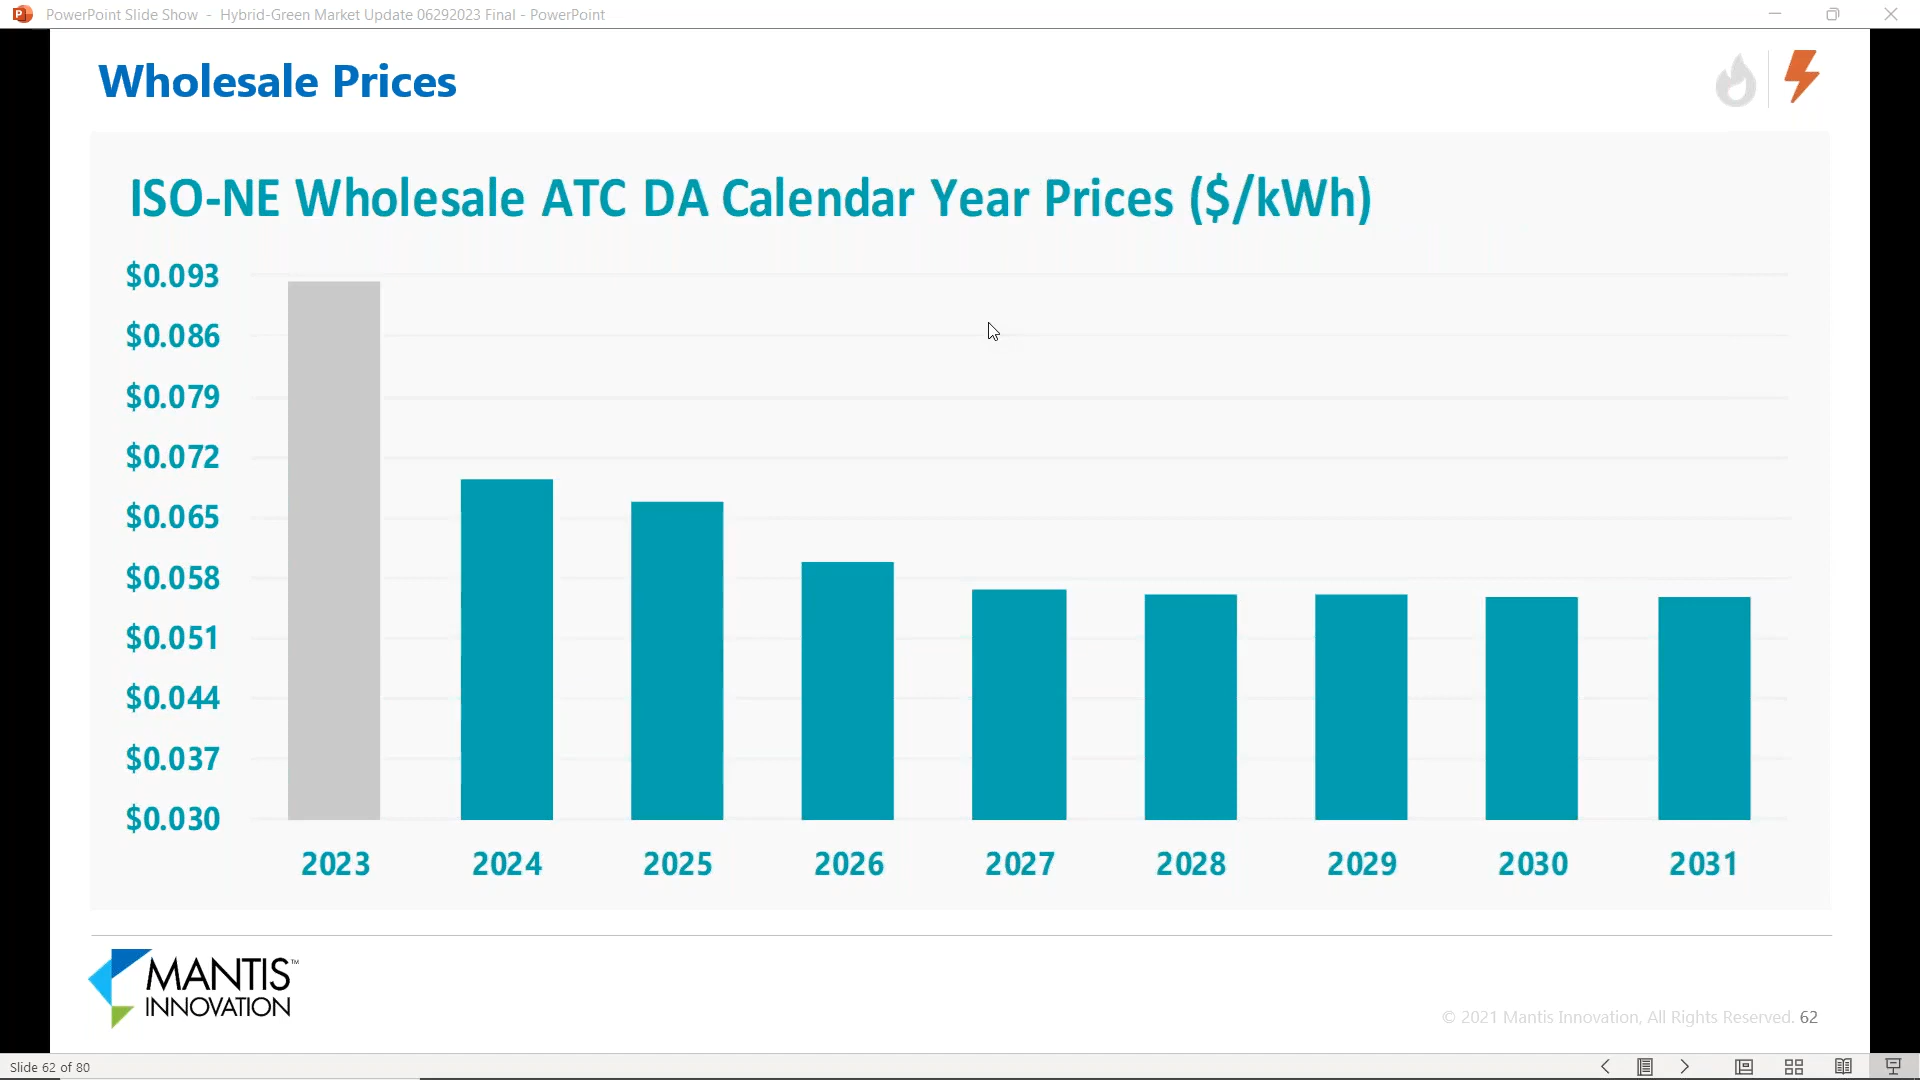 PowerPoint Slide Show - Hybrid-Green Market Update 06292023 Final - PowerPoint
Wholesale Prices
ISO-NE Wholesale ATC DA Calendar Year Prices ($/kWh)
$0.093
$0.086
$0.079
$0.072
$0.065
$0.058
$0.051
$0.044
$0.037
$0.030
2023 2024 2025 2026 2027 2028 2029 2030 2031
MANTIS™
INNOVATION
© 2021 Mantis Innovation, All Rights Reserved. 62
Slide 62 of 80